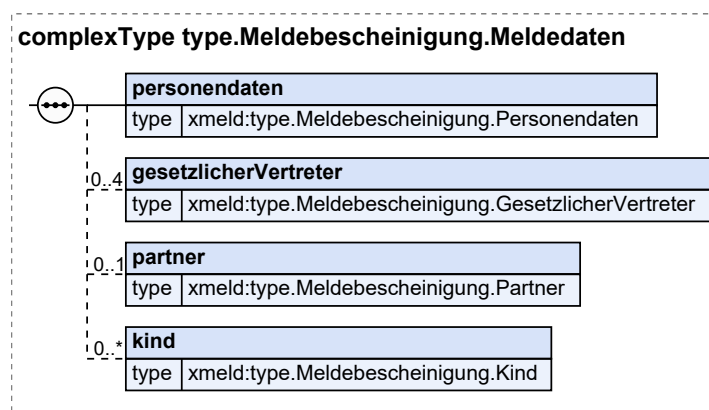 complexType type.Meldebescheinigung.Meldedaten
personendaten
type xmeld:type.Meldebescheinigung.Personendaten
0..4 gesetzlicherVertreter
type xmeld:type.Meldebescheinigung.GesetzlicherVertreter
0..1 partner
type xmeld:type.Meldebescheinigung.Partner
0..* kind
type xmeld:type.Meldebescheinigung.Kind